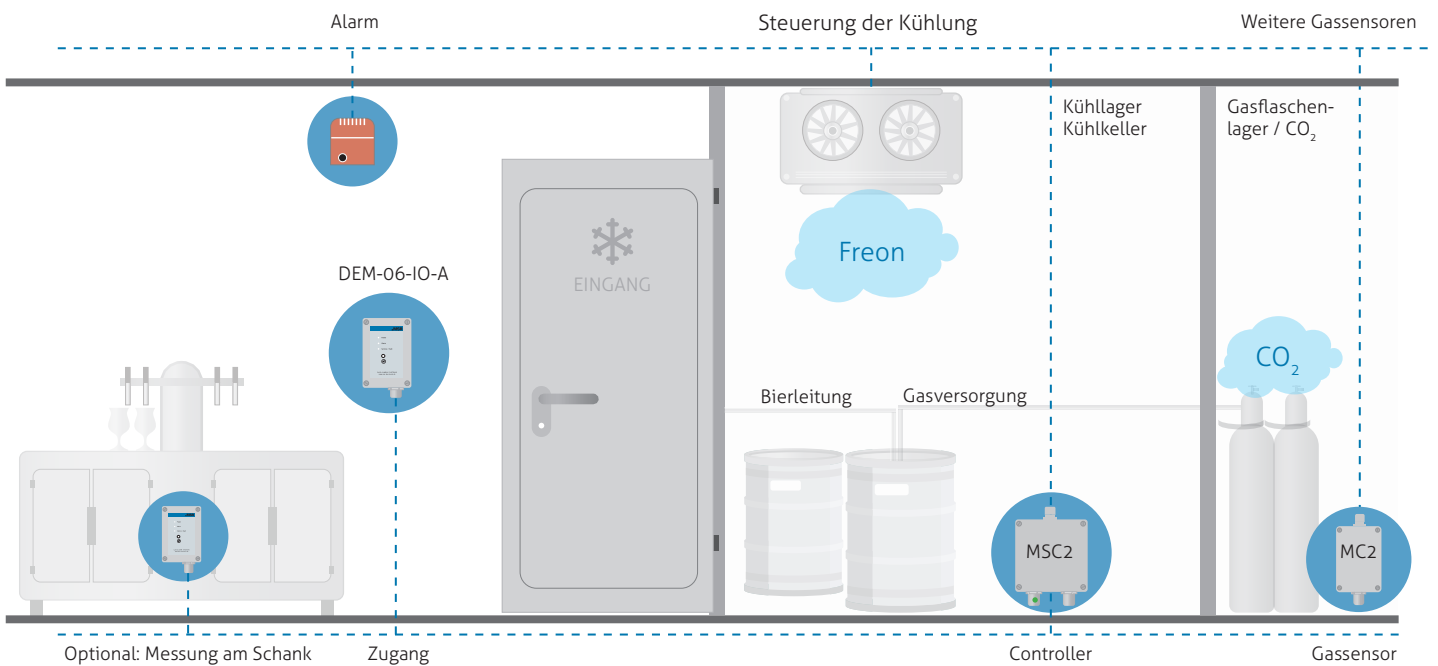 Alarm
Steuerung der Kühlung
Weitere Gassensoren
Kühllager
Kühlkeller
Gasflaschen-
lager / CO₂
EINGANG
Freon
DEM-06-IO-A
CO₂
Bierleitung
Gasversorgung
MSC2
MC2
Optional: Messung am Schank
Zugang
Controller
Gassensor